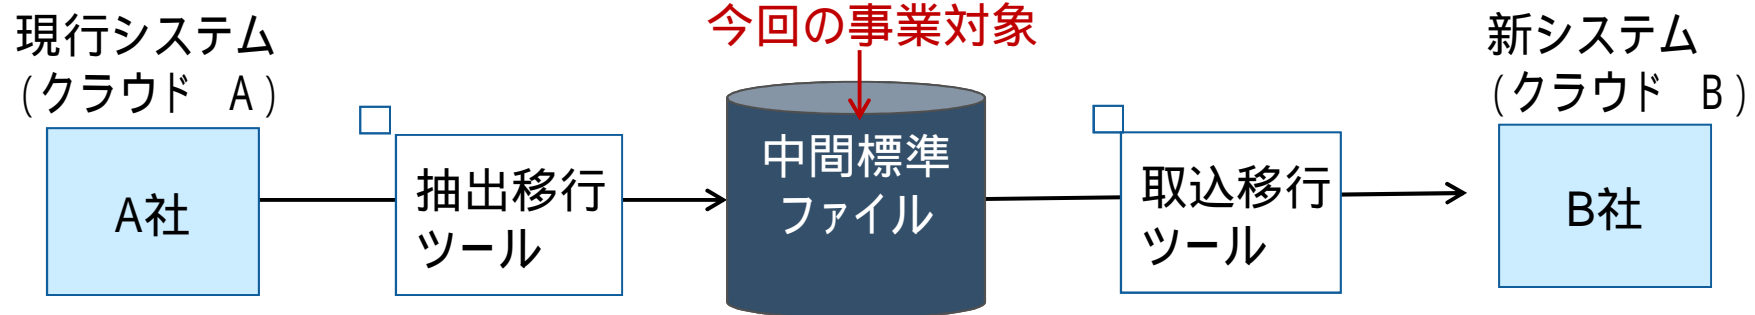 現行システム
(クラウド A)
A社
抽出移行
ツール
今回の事業対象
中間標準
ファイル
取込移行
ツール
新システム
(クラウド B)
B社